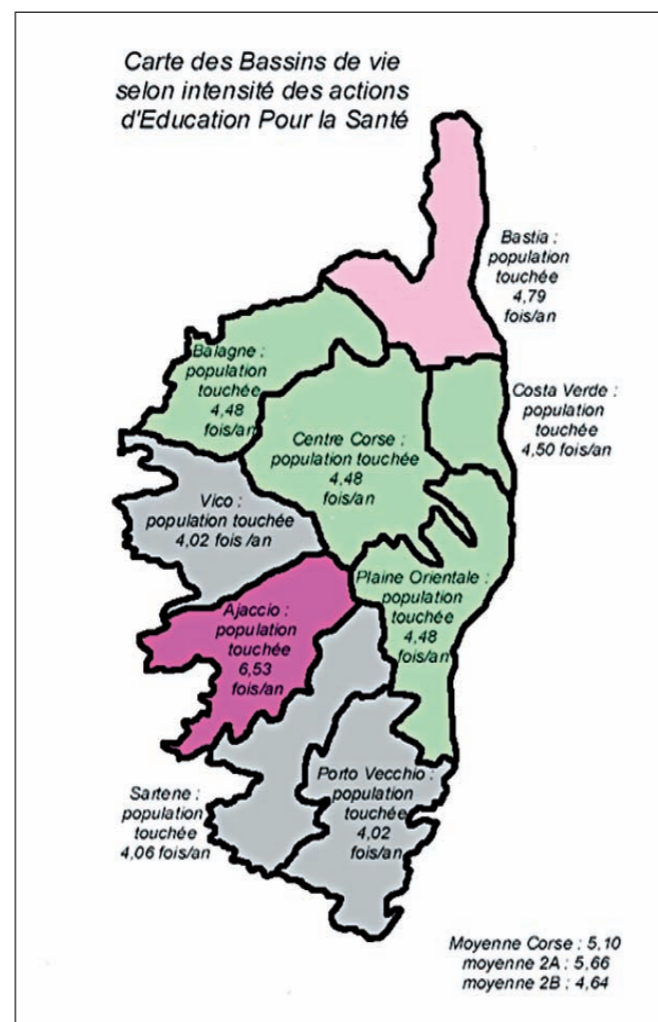 Carte des Bassins de vie
selon intensité des actions
d'Education Pour la Santé
Bastia :
population
touchée
4,79
fois/an
Balagne :
population
touchée
4,48
fois/an
Costa Verde :
population
touchée
4,50 fois/an
Centre Corse :
population touchée
4,48
fois/an
Vico :
population touchée
4,02 fois /an
Plaine Orientale :
population
touchée
4,48
fois/an
Ajaccio :
population
touchée
6,53
fois/an
Porto Vecchio :
population
touchée
4,02
fois/an
Sartene :
population
touchée
4,06 fois/an
Moyenne Corse : 5,10
moyenne 2A : 5,66
moyenne 2B : 4,64